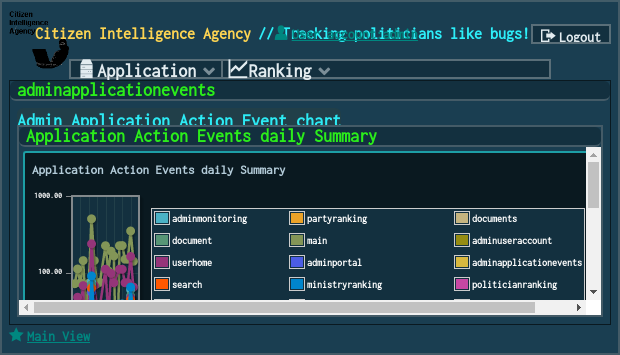 Citizen
Intelligence
Agency
Citizen Intelligence Agency // Tracking politicians like bugs!
Logout
Application
Ranking
adminapplicationevents
Admin Application Action Event chart
Application Action Events daily Summary
Application Action Events daily Summary
1000.00
100.00
adminmonitoring partyranking documents
document main adminuseraccount
userhome adminportal adminapplicationevents
search ministryranking politicianranking
Main View